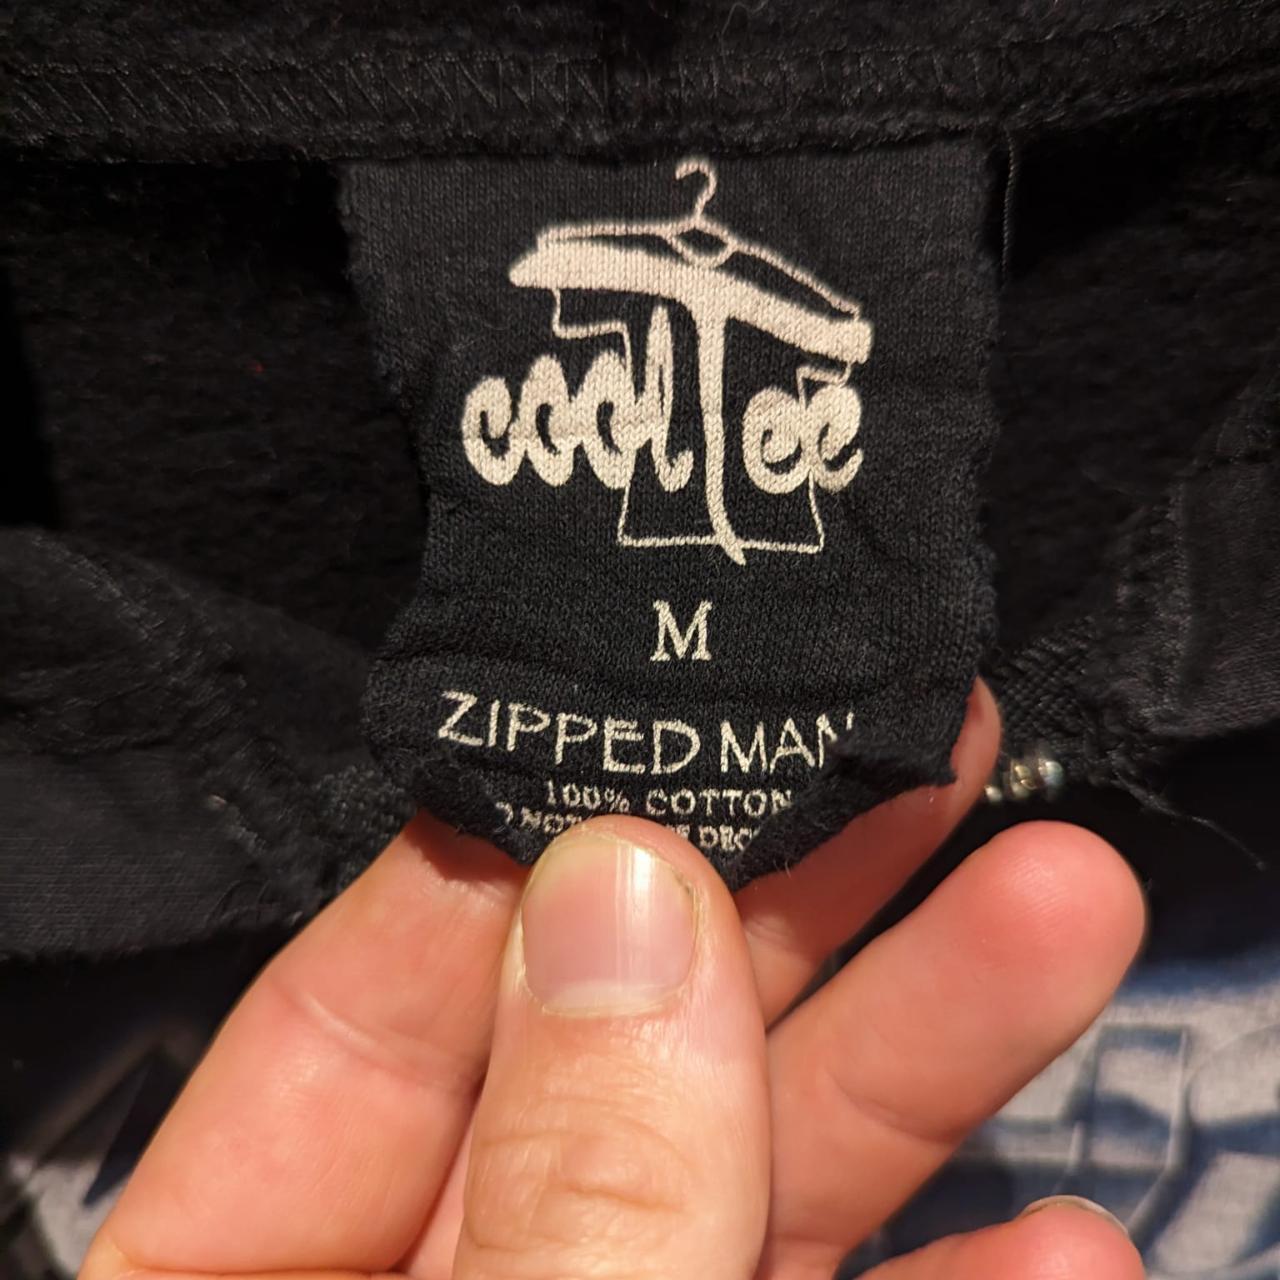 coolTee
M
ZIPPED MAN
100% COTTON